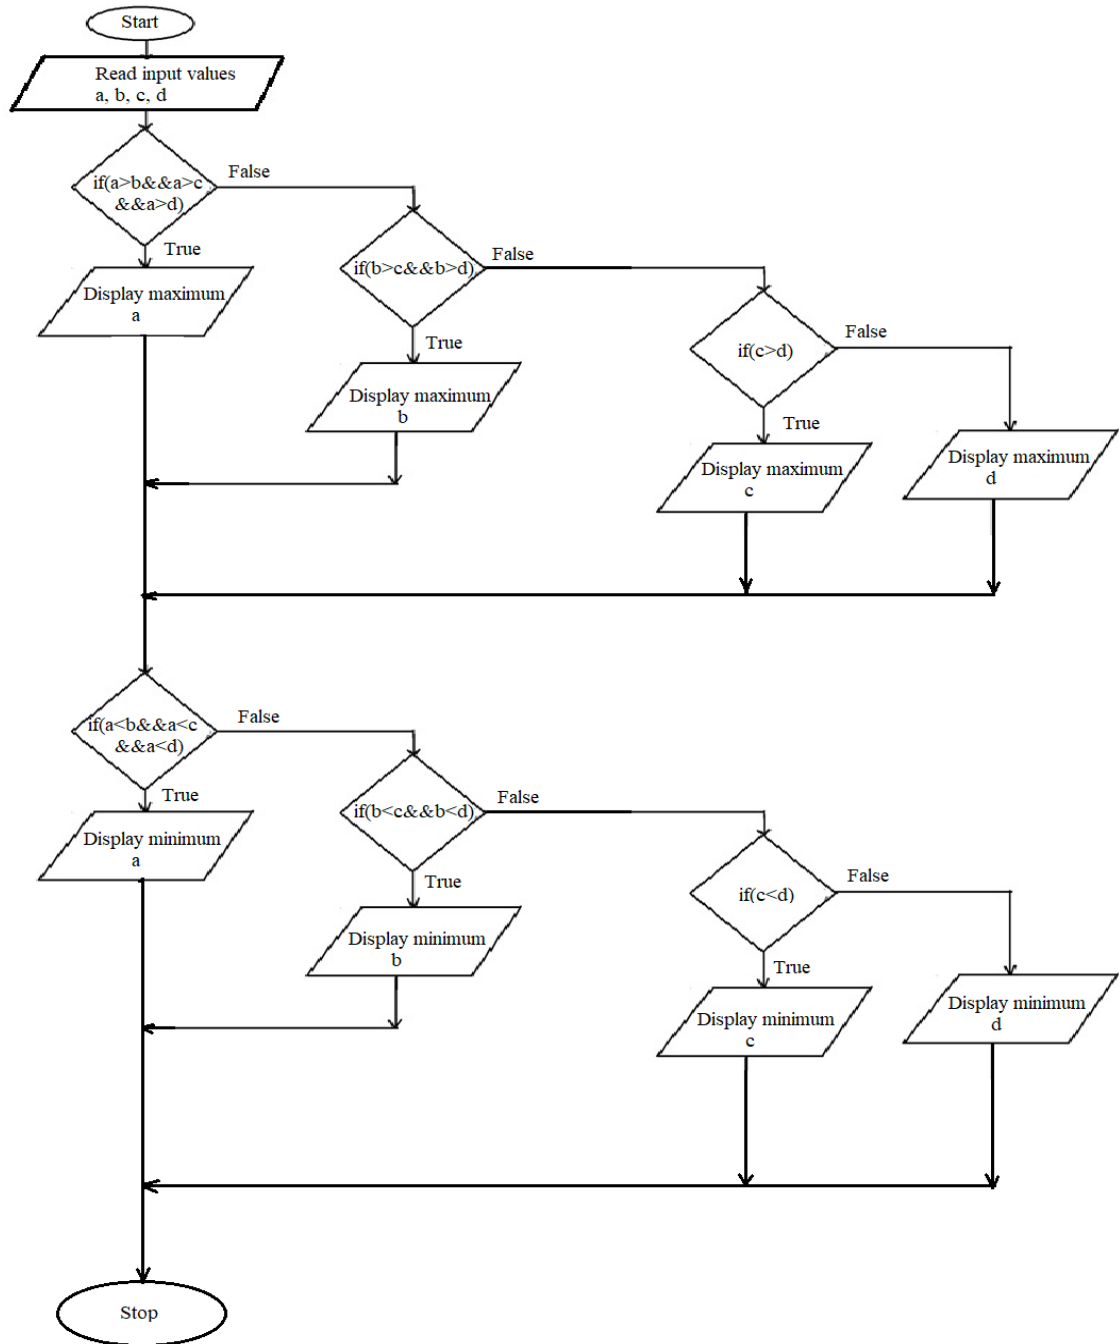 Start
Read input values
a, b, c, d
if(a>b&&a>c
&&a>d)
False
True
Display maximum
a
if(b>c&&b>d)
False
True
Display maximum
b
if(c>d)
False
True
Display maximum
c
Display maximum
d
if(a<b&&a<c
&&a<d)
False
True
Display minimum
a
if(b<c&&b<d)
False
True
Display minimum
b
if(c<d)
False
True
Display minimum
c
Display minimum
d
Stop